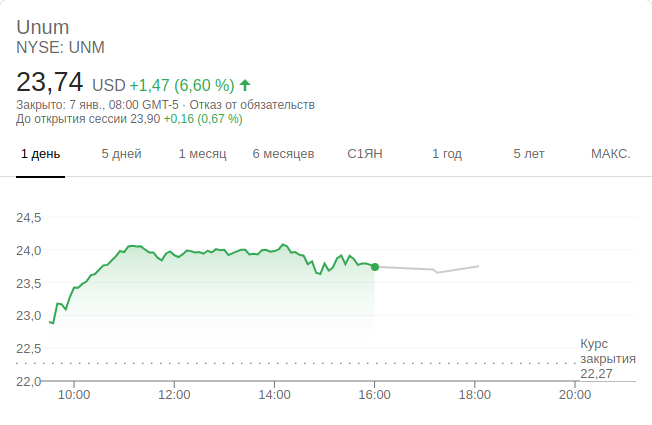 Unum
NYSE: UNM
23,74 USD +1,47 (6,60 %)
Закрыто: 7 янв., 08:00 GMT-5 · Отказ от обязательств
До открытия сессии 23,90 +0,16 (0,67 %)
1 день 5 дней 1 месяц 6 месяцев С1ЯН 1 год 5 лет МАКС.
24,5
24,0
23,5
23,0
22,5
22,0
Курс
закрытия
22,27
10:00 12:00 14:00 16:00 18:00 20:00